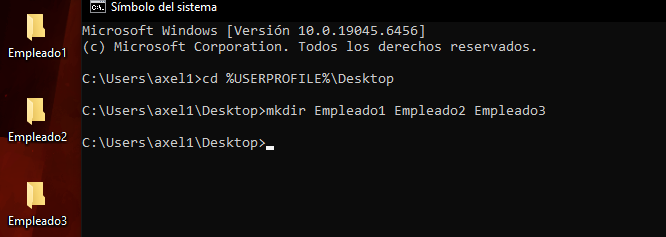 Símbolo del sistema
Microsoft Windows [Versión 10.0.19045.6456]
(c) Microsoft Corporation. Todos los derechos reservados.
C:\Users\axel1>cd %USERPROFILE%\Desktop
C:\Users\axel1\Desktop>mkdir Empleado1 Empleado2 Empleado3
C:\Users\axel1\Desktop>
Empleado1
Empleado2
Empleado3